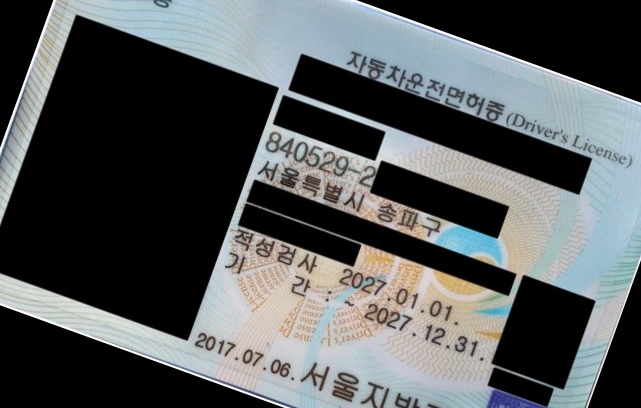 자동차운전면허증 (Driver's License)
840529-2
서울특별시 송파구
적성검사
기 간 : 2027.01.01.
2027.12.31.
2017.07.06. 서울지방